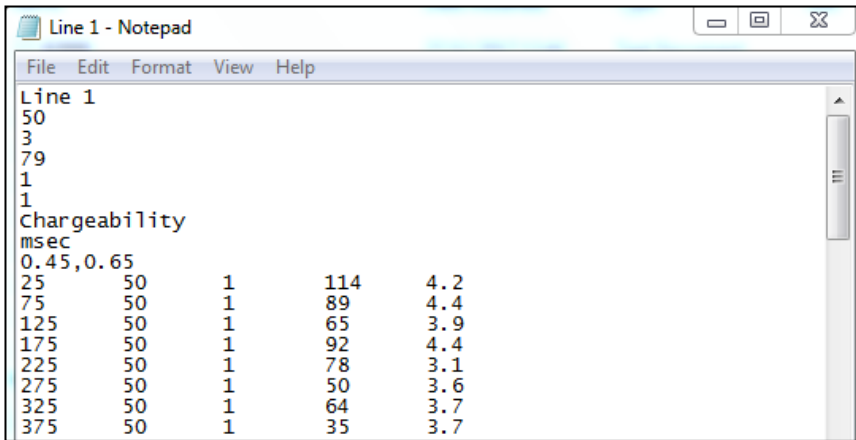 Line 1 - Notepad
File Edit Format View Help
Line 1
50
3
79
1
1
Chargeability
msec
0.45,0.65
25 50 1 114 4.2
75 50 1 89 4.4
125 50 1 65 3.9
175 50 1 92 4.4
225 50 1 78 3.1
275 50 1 50 3.6
325 50 1 64 3.7
375 50 1 35 3.7